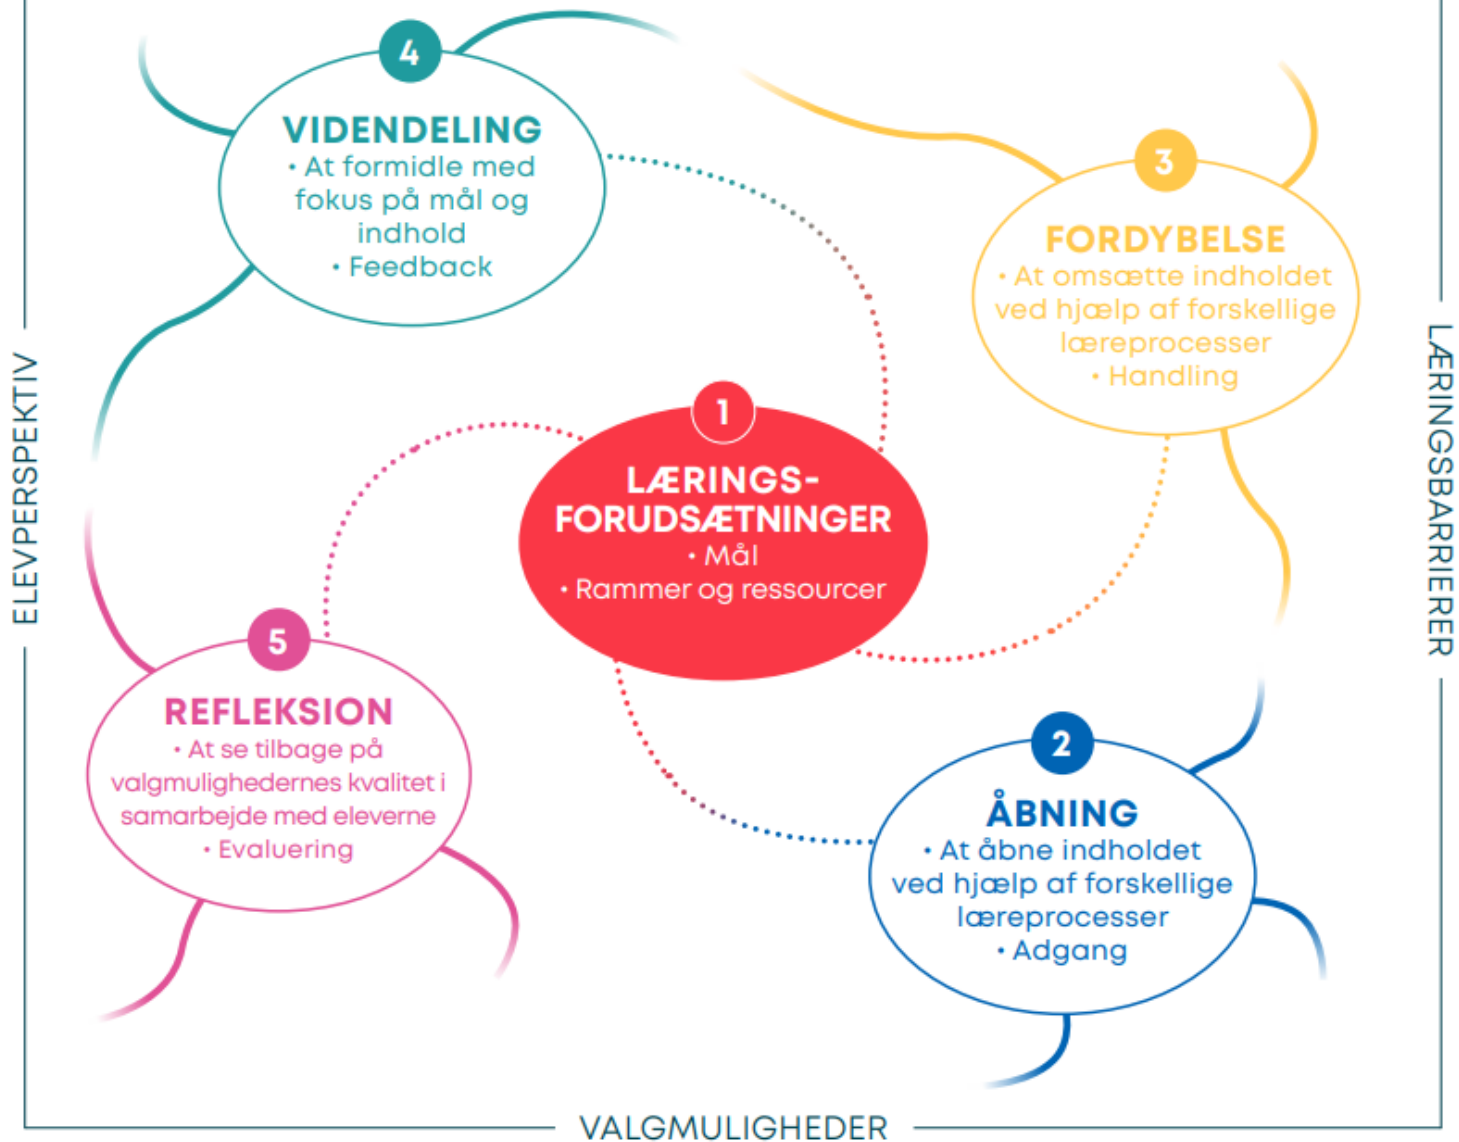 4
VIDENDELING
• At formidle med
fokus på mål og
indhold
• Feedback
3
FORDYBELSE
• At omsætte indholdet
ved hjælp af forskellige
læreprocesser
• Handling
1
LÆRINGS-
FORUDSÆTNINGER
• Mål
• Rammer og ressourcer
5
REFLEKSION
• At se tilbage på
valgmulighedernes kvalitet i
samarbejde med eleverne
• Evaluering
2
ÅBNING
• At åbne indholdet
ved hjælp af forskellige
læreprocesser
• Adgang
ELEVPERSPEKTIV
LÆRINGSBARRIERER
VALGMULIGHEDER